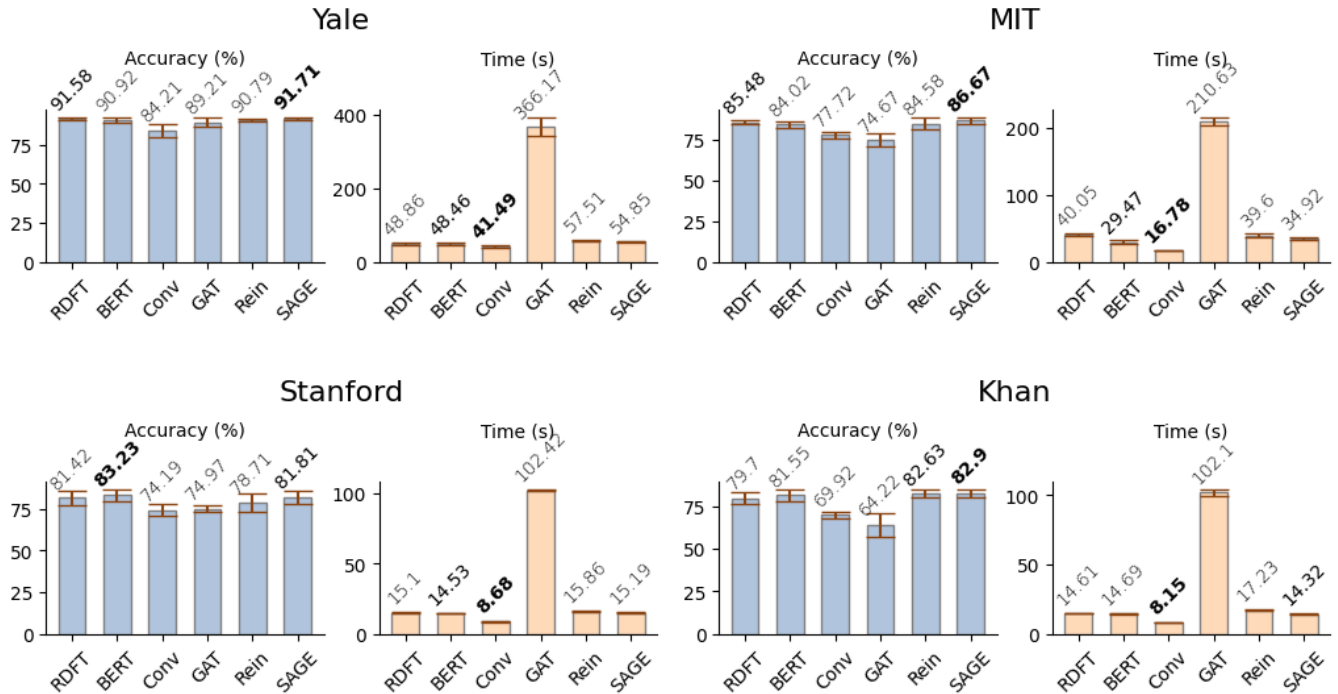 Yale
Accuracy (%)
91.58
90.92
84.21
89.21
90.79
91.71
75
50
25
0
RDFT
BERT
Conv
GAT
Rein
SAGE
Time (s)
48.86
48.46
41.49
366.17
57.51
54.85
400
200
0
RDFT
BERT
Conv
GAT
Rein
SAGE
MIT
Accuracy (%)
85.48
84.02
77.72
74.67
84.58
86.67
75
50
25
0
RDFT
BERT
Conv
GAT
Rein
SAGE
Time (s)
40.05
29.47
16.78
210.63
39.6
34.92
200
100
0
RDFT
BERT
Conv
GAT
Rein
SAGE
Stanford
Accuracy (%)
81.42
83.23
74.19
74.97
78.71
81.81
75
50
25
0
RDFT
BERT
Conv
GAT
Rein
SAGE
Time (s)
15.1
14.53
8.68
102.42
15.86
15.19
100
50
0
RDFT
BERT
Conv
GAT
Rein
SAGE
Khan
Accuracy (%)
79.7
81.55
69.92
64.22
82.63
82.9
75
50
25
0
RDFT
BERT
Conv
GAT
Rein
SAGE
Time (s)
14.61
14.69
8.15
102.1
17.23
14.32
100
50
0
RDFT
BERT
Conv
GAT
Rein
SAGE